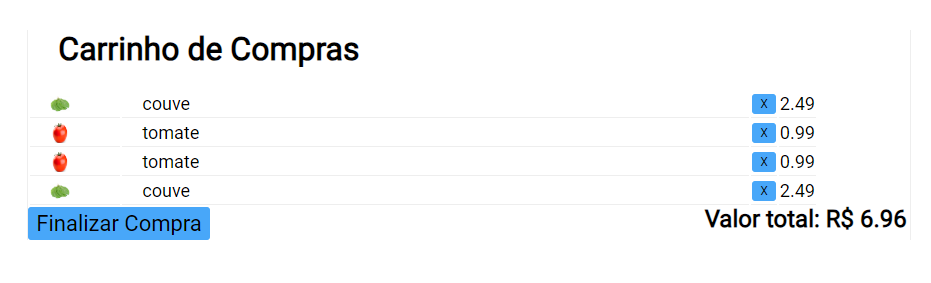 Carrinho de Compras
couve X 2.49
tomate X 0.99
tomate X 0.99
couve X 2.49
Finalizar Compra Valor total: R$ 6.96